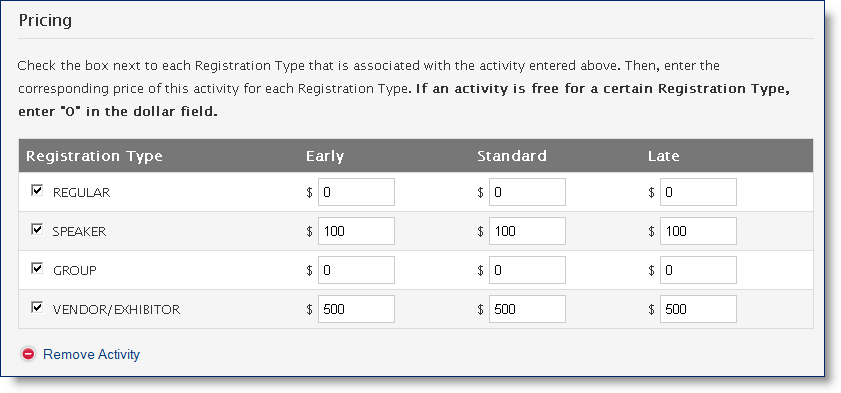 Pricing
Check the box next to each Registration Type that is associated with the activity entered above. Then, enter the
corresponding price of this activity for each Registration Type. If an activity is free for a certain Registration Type,
enter "0" in the dollar field.
Registration Type Early Standard Late
REGULAR $ 0 $ 0 $ 0
SPEAKER $ 100 $ 100 $ 100
GROUP $ 0 $ 0 $ 0
VENDOR/EXHIBITOR $ 500 $ 500 $ 500
Remove Activity